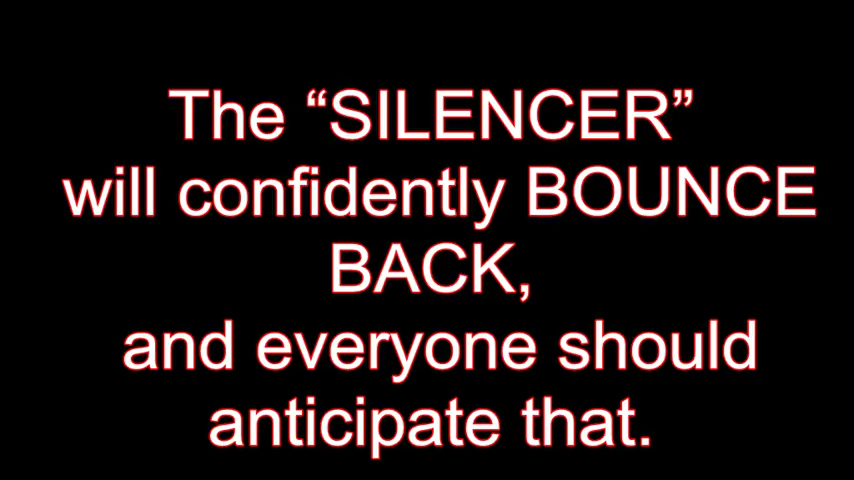 The “SILENCER”
will confidently BOUNCE
BACK,
and everyone should
anticipate that.